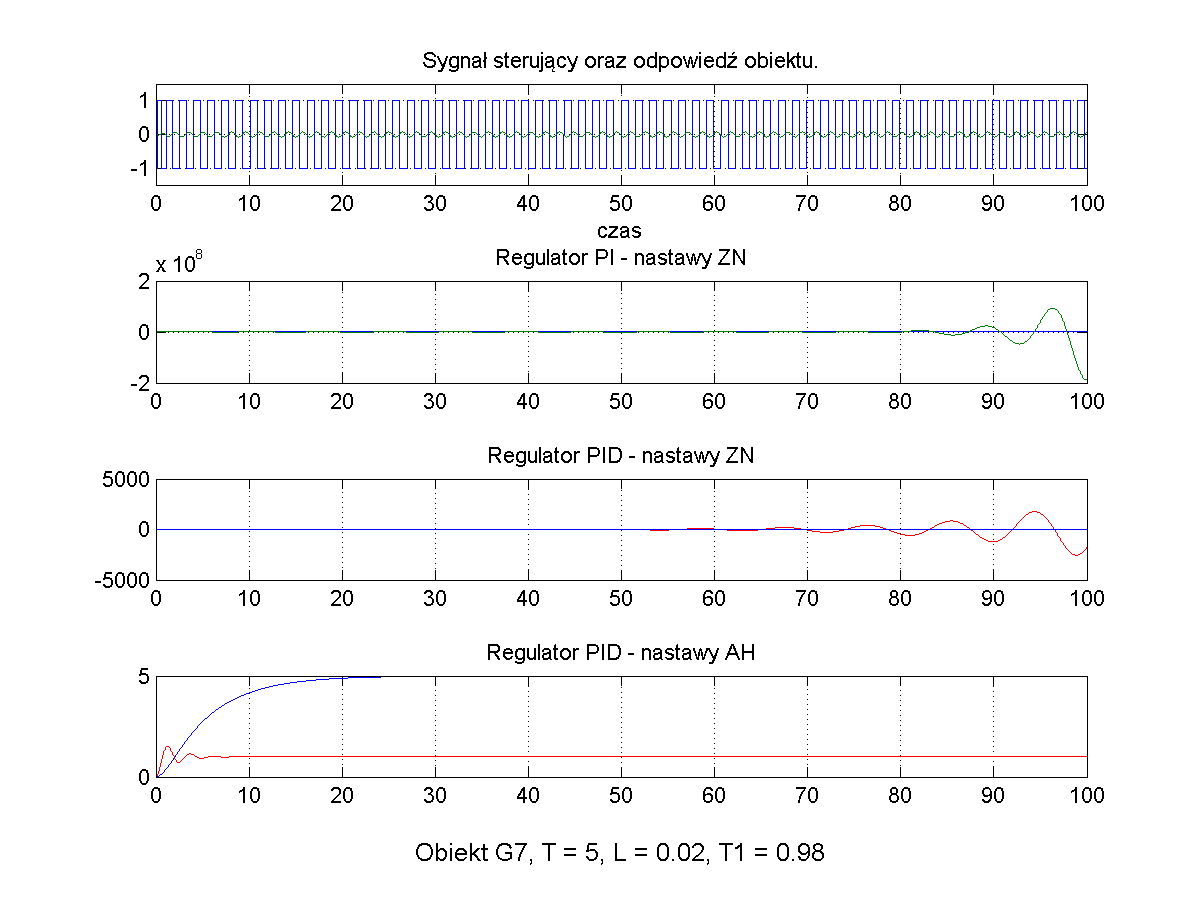 Sygnał sterujący oraz odpowiedź obiektu.
1
0
-1
0 10 20 30 40 50 60 70 80 90 100
czas
Regulator PI - nastawy ZN
x 10^8
2
0
-2
0 10 20 30 40 50 60 70 80 90 100
Regulator PID - nastawy ZN
5000
0
-5000
0 10 20 30 40 50 60 70 80 90 100
Regulator PID - nastawy AH
5
0
0 10 20 30 40 50 60 70 80 90 100
Obiekt G7, T = 5, L = 0.02, T1 = 0.98